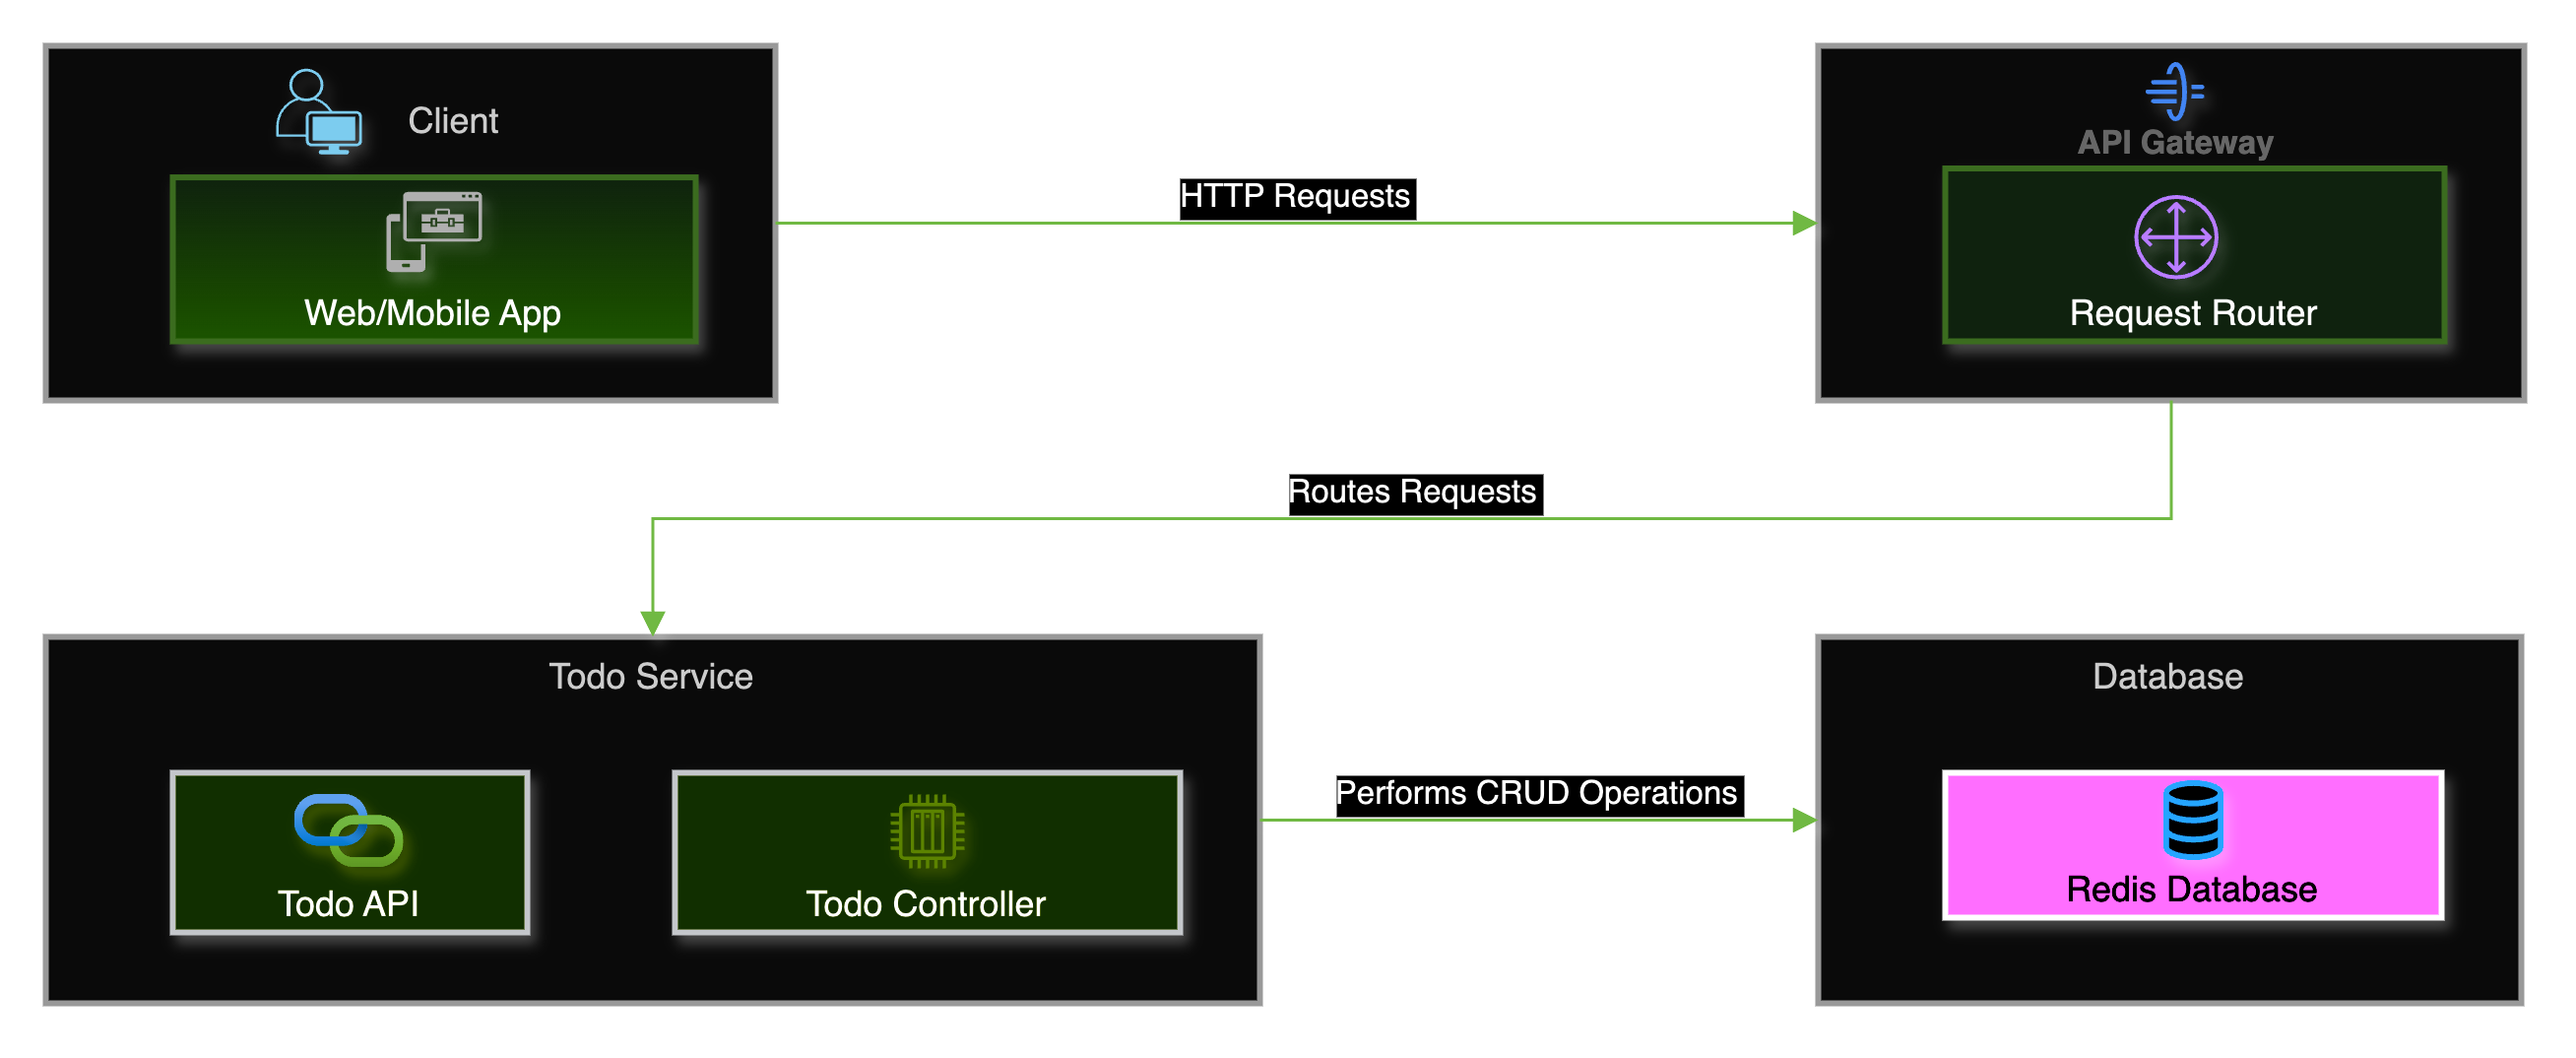 Client
Web/Mobile App
HTTP Requests
API Gateway
Request Router
Routes Requests
Todo Service
Todo API
Todo Controller
Performs CRUD Operations
Database
Redis Database